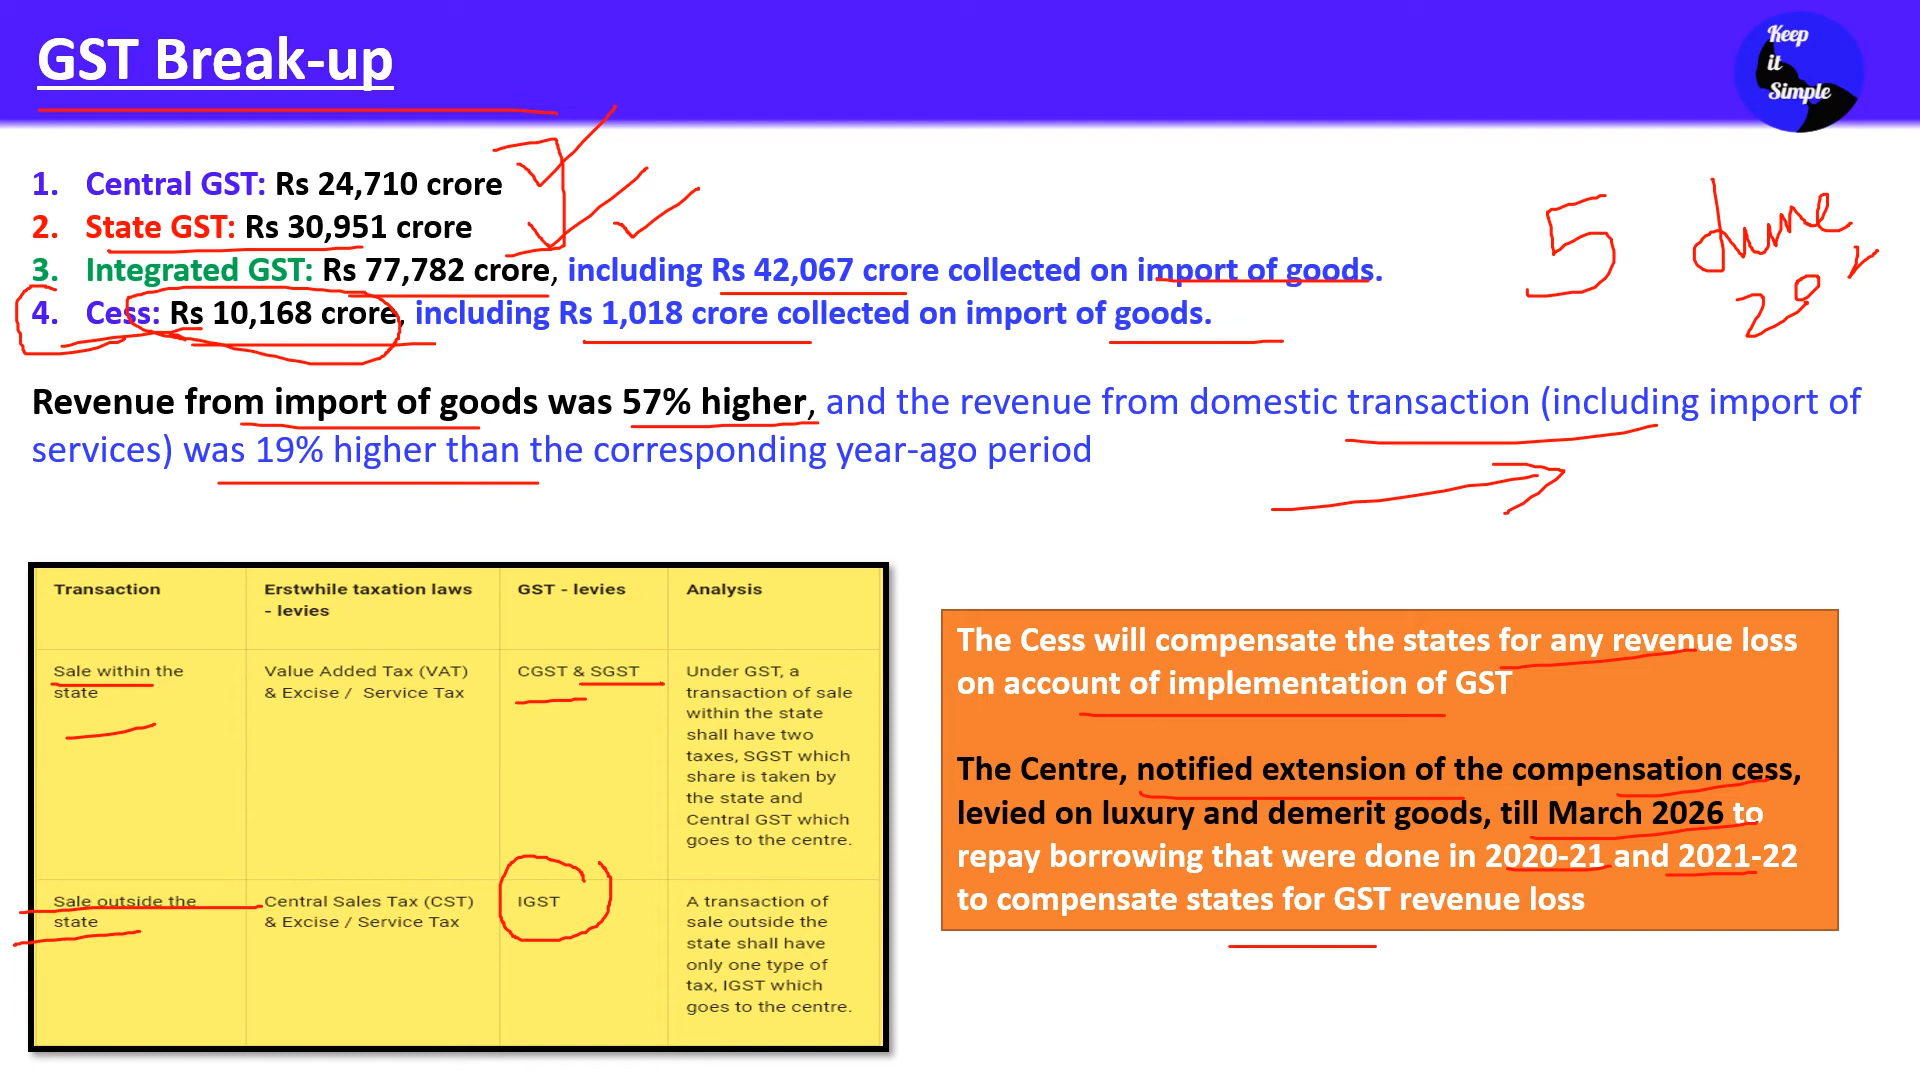 GST Break-up
Keep
it
Simple
1. Central GST: Rs 24,710 crore
2. State GST: Rs 30,951 crore
3. Integrated GST: Rs 77,782 crore, including Rs 42,067 crore collected on import of goods.
4. Cess: Rs 10,168 crore, including Rs 1,018 crore collected on import of goods.
5 June
Revenue from import of goods was 57% higher, and the revenue from domestic transaction (including import of
services) was 19% higher than the corresponding year-ago period
Transaction
Erstwhile taxation laws
- levies
GST - levies
Analysis
Sale within the
state
Value Added Tax (VAT)
& Excise / Service Tax
CGST & SGST
Under GST, a
transaction of sale
within the state
shall have two
taxes, SGST which
share is taken by
the state and
Central GST which
goes to the centre.
Sale outside the
state
Central Sales Tax (CST)
& Excise / Service Tax
IGST
A transaction of
sale outside the
state shall have
only one type of
tax, IGST which
goes to the centre.
The Cess will compensate the states for any revenue loss
on account of implementation of GST
The Centre, notified extension of the compensation cess,
levied on luxury and demerit goods, till March 2026 to
repay borrowing that were done in 2020-21 and 2021-22
to compensate states for GST revenue loss